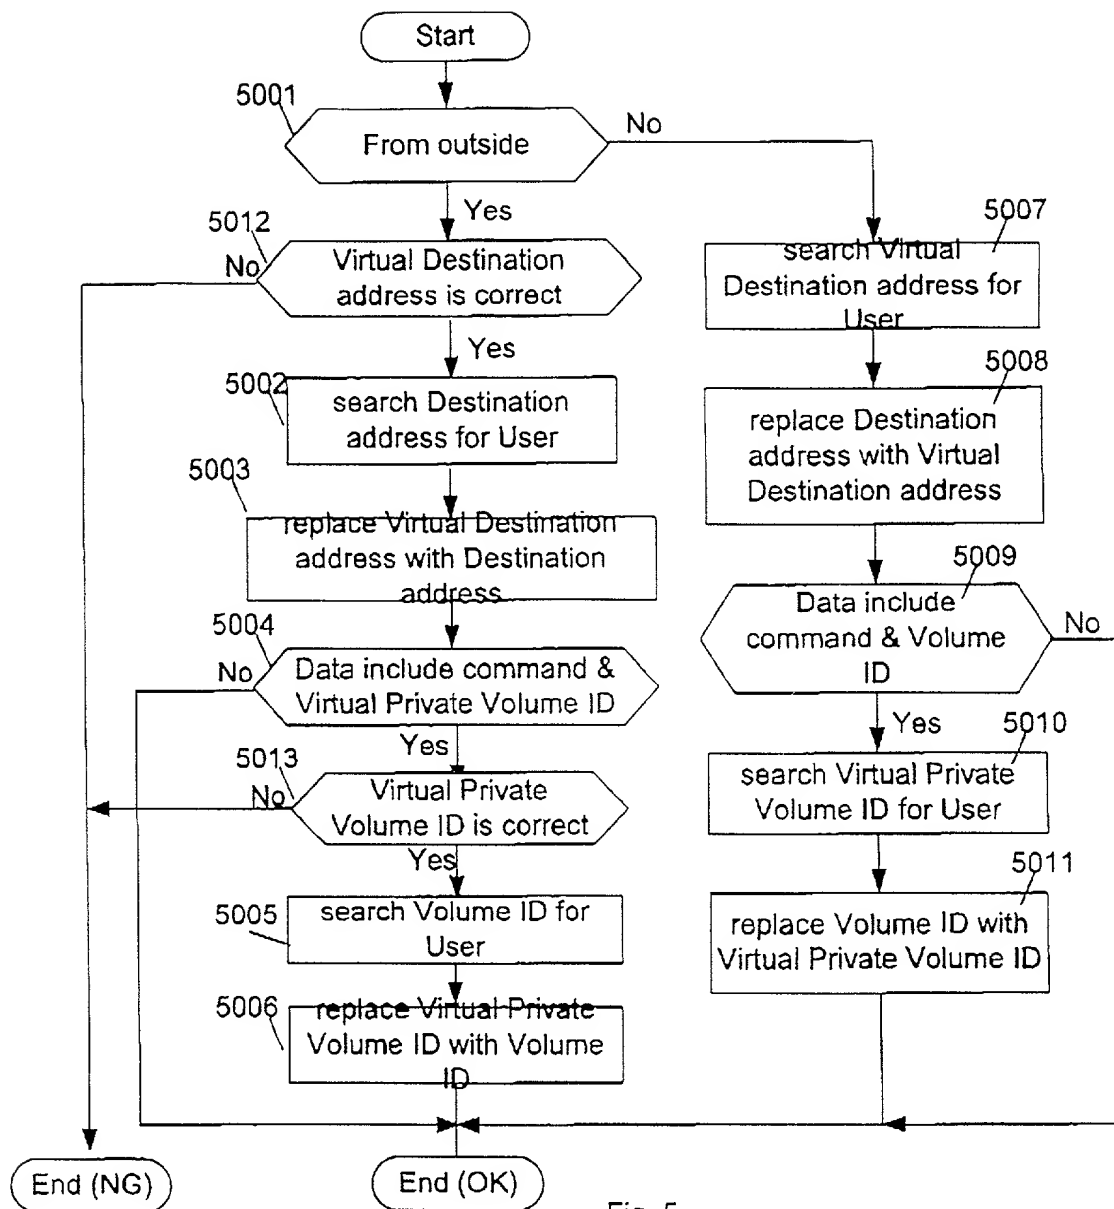 Start
5001
From outside
No
Yes
5012
No
Virtual Destination
address is correct
5007
search Virtual
Destination address for
User
Yes
5002
search Destination
address for User
5008
replace Destination
address with Virtual
Destination address
5003
replace Virtual Destination
address with Destination
address
5009
Data include
command & Volume
ID
No
5004
No
Data include command &
Virtual Private Volume ID
Yes
Yes
5010
search Virtual Private
Volume ID for User
5013
No
Virtual Private
Volume ID is correct
Yes
5011
replace Volume ID with
Virtual Private Volume ID
5005
search Volume ID for
User
5006
replace Virtual Private
Volume ID with Volume
ID
End (NG)
End (OK)
Fig. 5